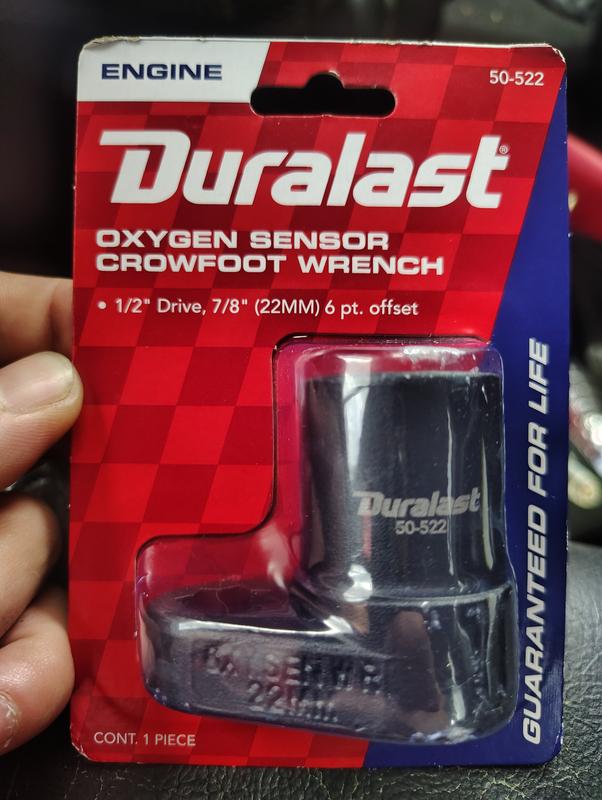 ENGINE
50-522
Duralast®
OXYGEN SENSOR
CROWFOOT WRENCH
• 1/2" Drive, 7/8" (22MM) 6 pt. offset
Duralast
50-522
22mm
GUARANTEED FOR LIFE
CONT. 1 PIECE